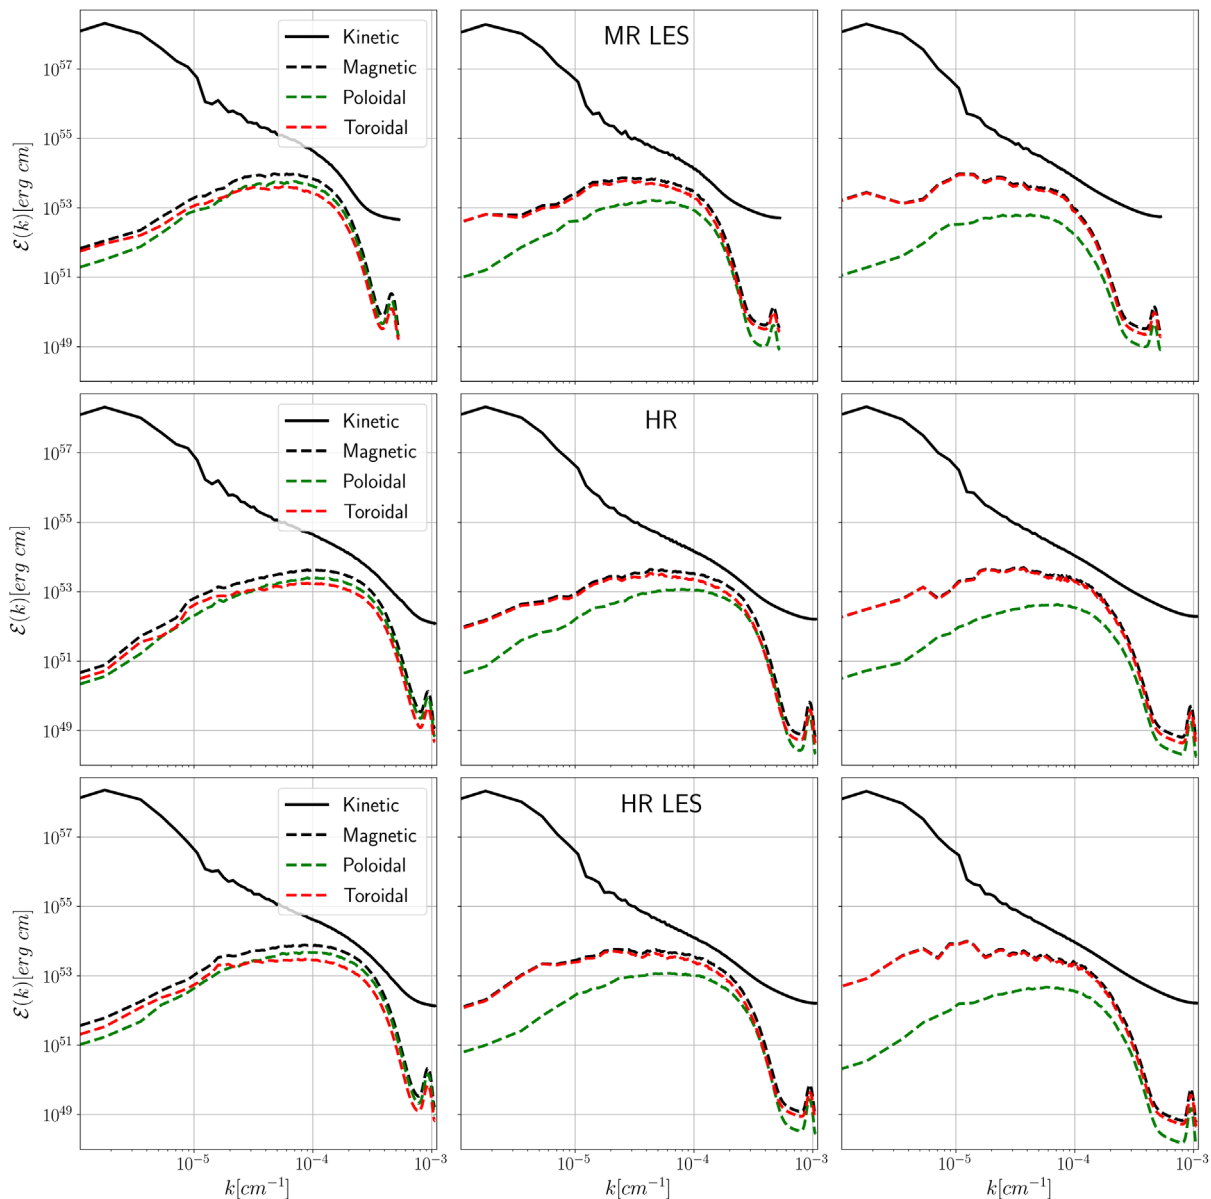 MR LES
Kinetic
Magnetic
Poloidal
Toroidal
10^57
10^55
10^53
10^51
10^49
ℰ(k)[erg cm]
HR
Kinetic
Magnetic
Poloidal
Toroidal
10^57
10^55
10^53
10^51
10^49
ℰ(k)[erg cm]
HR LES
Kinetic
Magnetic
Poloidal
Toroidal
10^57
10^55
10^53
10^51
10^49
ℰ(k)[erg cm]
10^−5 10^−4 10^−3 10^−5 10^−4 10^−3 10^−5 10^−4 10^−3
k[cm^−1] k[cm^−1] k[cm^−1]